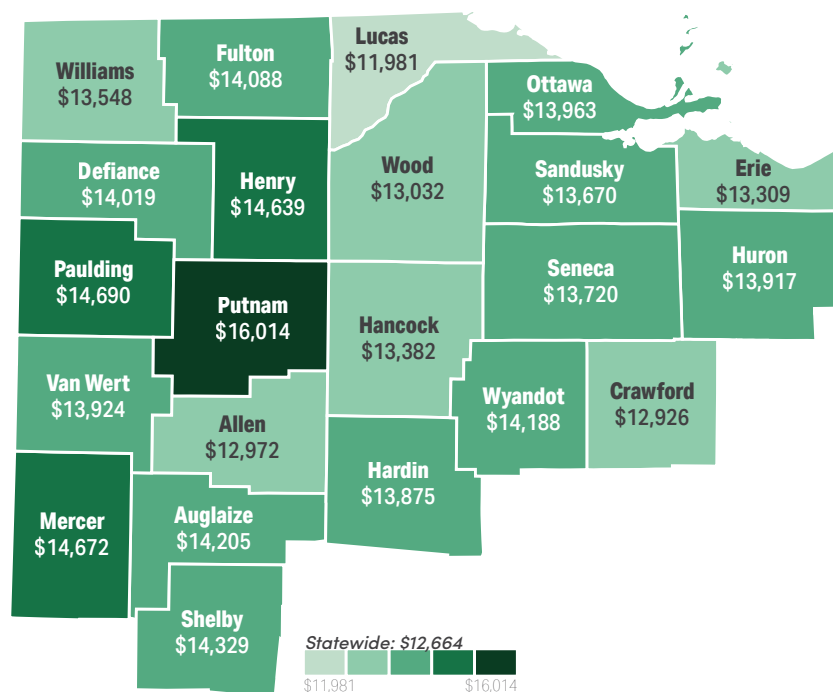 Lucas
$11,981
Fulton
$14,088
Williams
$13,548
Ottawa
$13,963
Defiance
$14,019
Henry
$14,639
Wood
$13,032
Sandusky
$13,670
Erie
$13,309
Paulding
$14,690
Putnam
$16,014
Hancock
$13,382
Seneca
$13,720
Huron
$13,917
Van Wert
$13,924
Allen
$12,972
Wyandot
$14,188
Crawford
$12,926
Hardin
$13,875
Mercer
$14,672
Auglaize
$14,205
Shelby
$14,329
Statewide: $12,664
$11,981 $16,014